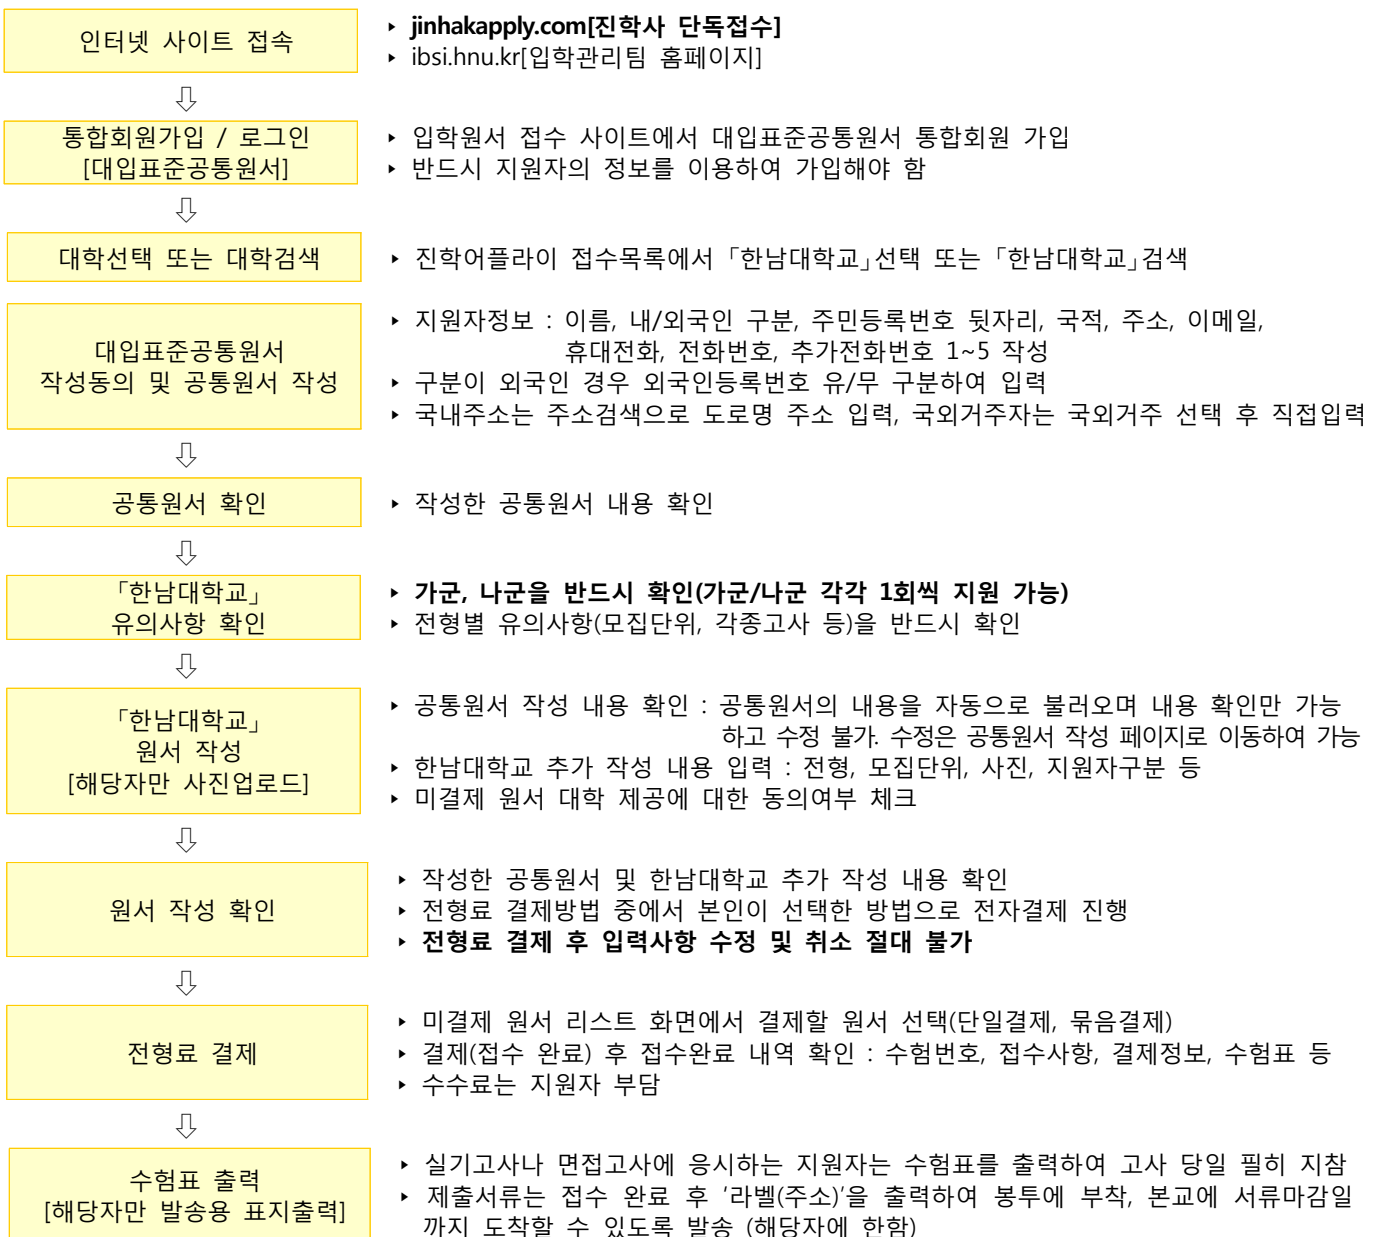 인터넷 사이트 접속
▸ jinhakapply.com[진학사 단독접수]
▸ ibsi.hnu.kr[입학관리팀 홈페이지]
⇩
통합회원가입 / 로그인
[대입표준공통원서]
▸ 입학원서 접수 사이트에서 대입표준공통원서 통합회원 가입
▸ 반드시 지원자의 정보를 이용하여 가입해야 함
⇩
대학선택 또는 대학검색
▸ 진학어플라이 접수목록에서「한남대학교」선택 또는「한남대학교」검색
대입표준공통원서
작성동의 및 공통원서 작성
▸ 지원자정보 : 이름, 내/외국인 구분, 주민등록번호 뒷자리, 국적, 주소, 이메일,
휴대전화, 전화번호, 추가전화번호 1~5 작성
▸ 구분이 외국인 경우 외국인등록번호 유/무 구분하여 입력
▸ 국내주소는 주소검색으로 도로명 주소 입력, 국외거주자는 국외거주 선택 후 직접입력
⇩
공통원서 확인
▸ 작성한 공통원서 내용 확인
⇩
「한남대학교」
유의사항 확인
▸ 가군, 나군을 반드시 확인(가군/나군 각각 1회씩 지원 가능)
▸ 전형별 유의사항(모집단위, 각종고사 등)을 반드시 확인
⇩
「한남대학교」
원서 작성
[해당자만 사진업로드]
▸ 공통원서 작성 내용 확인 : 공통원서의 내용을 자동으로 불러오며 내용 확인만 가능
하고 수정 불가. 수정은 공통원서 작성 페이지로 이동하여 가능
▸ 한남대학교 추가 작성 내용 입력 : 전형, 모집단위, 사진, 지원자구분 등
▸ 미결제 원서 대학 제공에 대한 동의여부 체크
⇩
원서 작성 확인
▸ 작성한 공통원서 및 한남대학교 추가 작성 내용 확인
▸ 전형료 결제방법 중에서 본인이 선택한 방법으로 전자결제 진행
▸ 전형료 결제 후 입력사항 수정 및 취소 절대 불가
⇩
전형료 결제
▸ 미결제 원서 리스트 화면에서 결제할 원서 선택(단일결제, 묶음결제)
▸ 결제(접수 완료) 후 접수완료 내역 확인 : 수험번호, 접수사항, 결제정보, 수험표 등
▸ 수수료는 지원자 부담
⇩
수험표 출력
[해당자만 발송용 표지출력]
▸ 실기고사나 면접고사에 응시하는 지원자는 수험표를 출력하여 고사 당일 필히 지참
▸ 제출서류는 접수 완료 후 '라벨(주소)'을 출력하여 봉투에 부착, 본교에 서류마감일
까지 도착할 수 있도록 발송 (해당자에 한함)